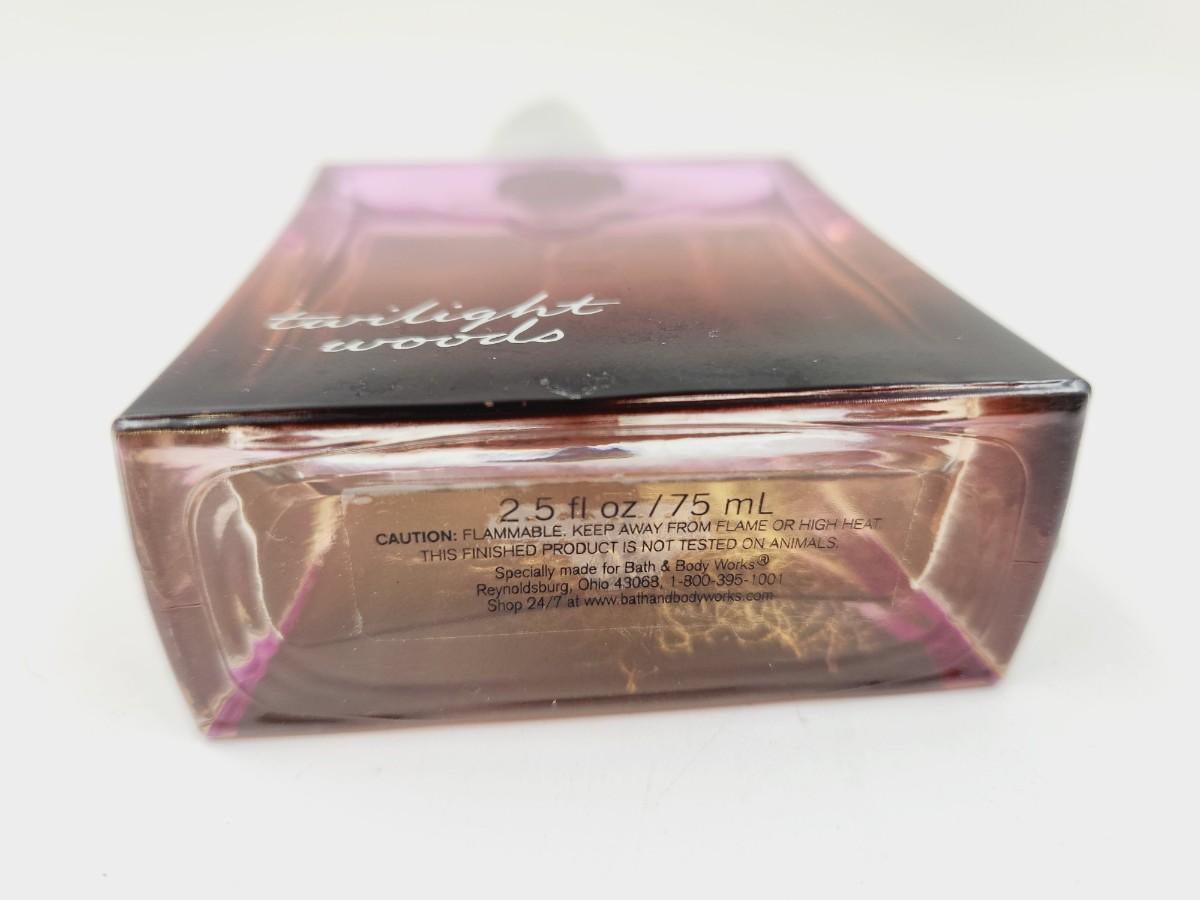 twilight
woods
2.5 fl oz / 75 mL
CAUTION: FLAMMABLE. KEEP AWAY FROM FLAME OR HIGH HEAT.
THIS FINISHED PRODUCT IS NOT TESTED ON ANIMALS.
Specially made for Bath & Body Works®
Reynoldsburg, Ohio 43068, 1-800-395-1001
Shop 24/7 at www.bathandbodyworks.com